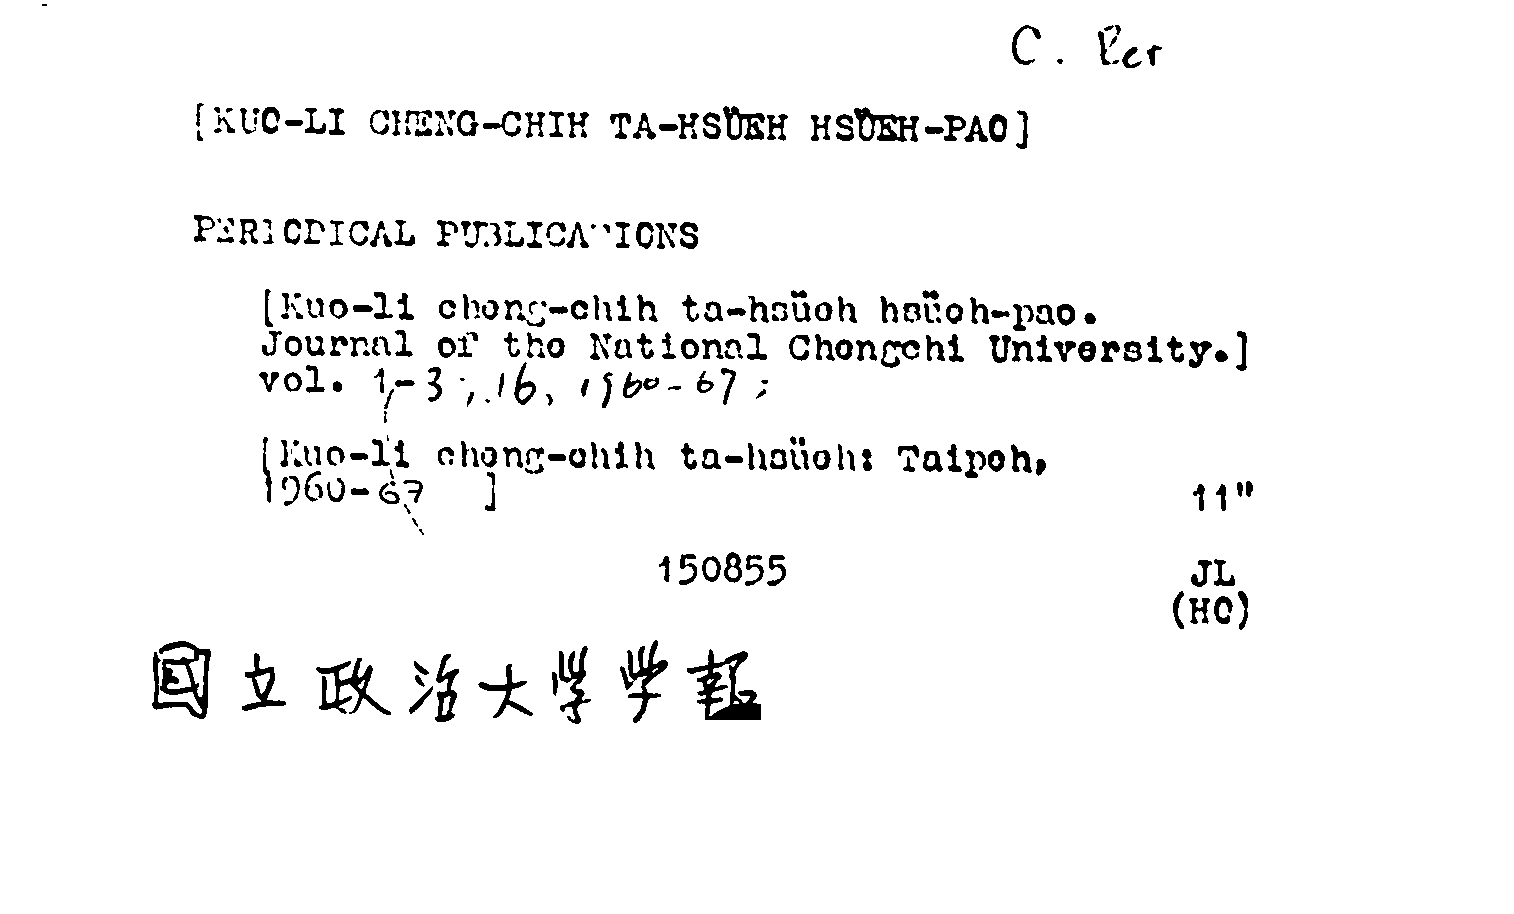 C. Per
[KUO-LI CHENG-CHIH TA-HSÜEH HSÜEH-PAO]
PERIODICAL PUBLICATIONS
[Kuo-li cheng-chih ta-hsüeh hsüeh-pao.
Journal of the National Chengchi University.]
vol. 1-3;, 16, 1960-67;
[Kuo-li cheng-chih ta-hsüeh: Taipeh,
1960-67 ]
11"
150855
JL
(HC)
國立政治大学学報